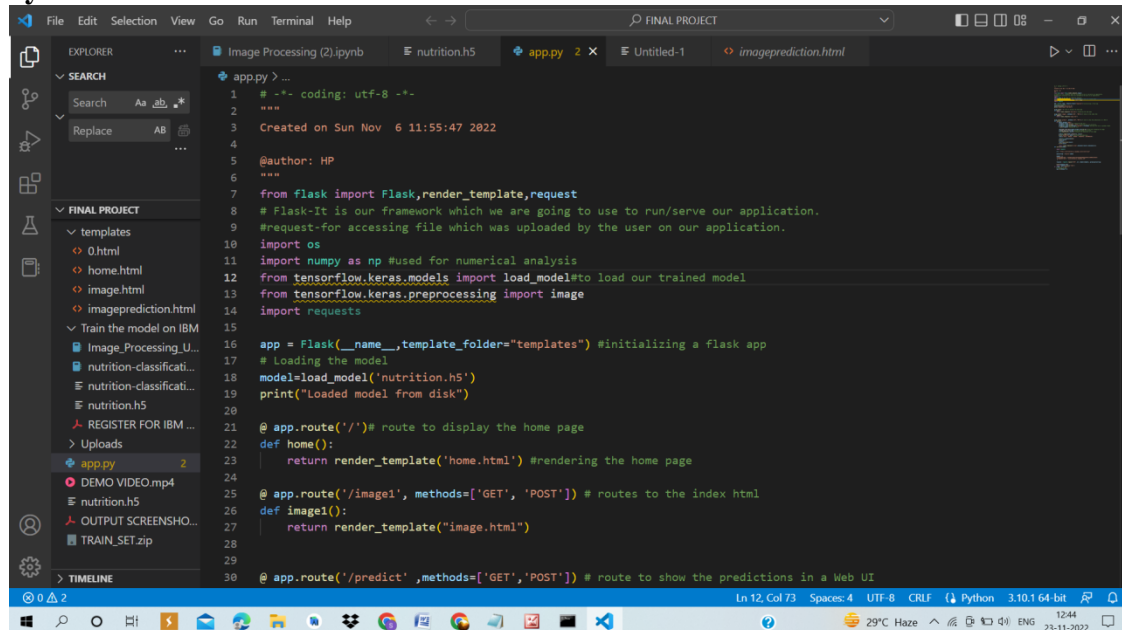 File Edit Selection View Go Run Terminal Help
FINAL PROJECT
EXPLORER
Image Processing (2).ipynb
nutrition.h5
app.py 2
Untitled-1
imageprediction.html
SEARCH
Search Aa ab, .*
Replace AB
FINAL PROJECT
templates
0.html
home.html
image.html
imageprediction.html
Train the model on IBM
Image_Processing_U...
nutrition-classificati...
nutrition-classificati...
nutrition.h5
REGISTER FOR IBM ...
Uploads
app.py 2
DEMO VIDEO.mp4
nutrition.h5
OUTPUT SCREENSHO...
TRAIN_SET.zip
TIMELINE
app.py > ...
1 # -*- coding: utf-8 -*-
2 """
3 Created on Sun Nov  6 11:55:47 2022
4
5 @author: HP
6 """
7 from flask import Flask,render_template,request
8 # Flask-It is our framework which we are going to use to run/serve our application.
9 #request-for accessing file which was uploaded by the user on our application.
10 import os
11 import numpy as np #used for numerical analysis
12 from tensorflow.keras.models import load_model#to load our trained model
13 from tensorflow.keras.preprocessing import image
14 import requests
15
16 app = Flask(__name__,template_folder="templates") #initializing a flask app
17 # Loading the model
18 model=load_model('nutrition.h5')
19 print("Loaded model from disk")
20
21 @ app.route('/')# route to display the home page
22 def home():
23     return render_template('home.html') #rendering the home page
24
25 @ app.route('/image1', methods=['GET', 'POST']) # routes to the index html
26 def image1():
27     return render_template("image.html")
28
29
30 @ app.route('/predict' ,methods=['GET','POST']) # route to show the predictions in a Web UI
0 2
Ln 12, Col 73 Spaces: 4 UTF-8 CRLF Python 3.10.1 64-bit
29°C Haze ENG 12:44
23-11-2022